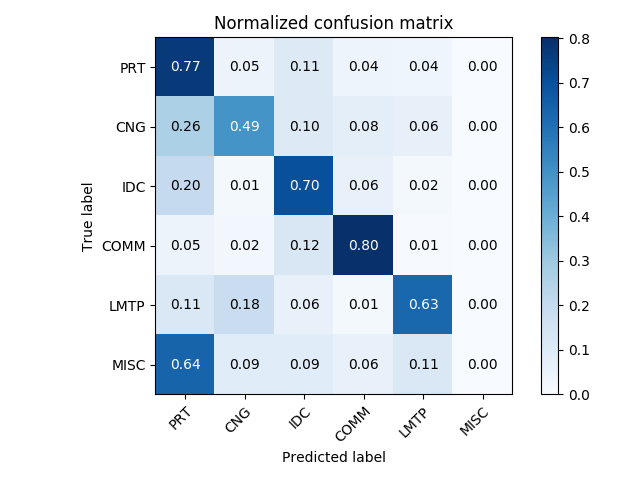 Normalized confusion matrix
PRT 0.77 0.05 0.11 0.04 0.04 0.00
CNG 0.26 0.49 0.10 0.08 0.06 0.00
IDC 0.20 0.01 0.70 0.06 0.02 0.00
COMM 0.05 0.02 0.12 0.80 0.01 0.00
LMTP 0.11 0.18 0.06 0.01 0.63 0.00
MISC 0.64 0.09 0.09 0.06 0.11 0.00
True label
PRT CNG IDC COMM LMTP MISC
Predicted label
0.8
0.7
0.6
0.5
0.4
0.3
0.2
0.1
0.0